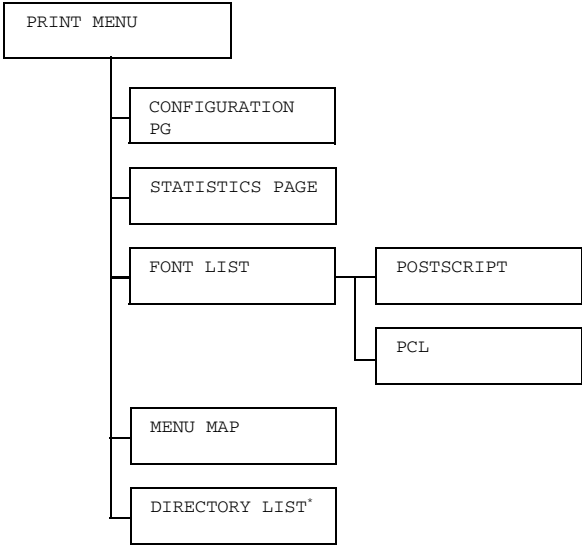 PRINT MENU
CONFIGURATION
PG
STATISTICS PAGE
FONT LIST
POSTSCRIPT
PCL
MENU MAP
DIRECTORY LIST*